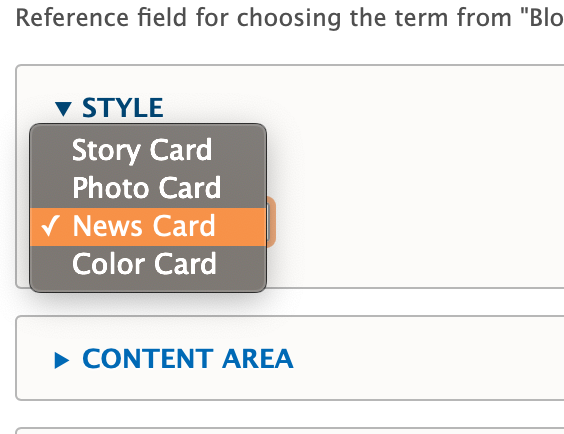 Reference field for choosing the term from "Blo
STYLE
Story Card
Photo Card
✓ News Card
Color Card
CONTENT AREA